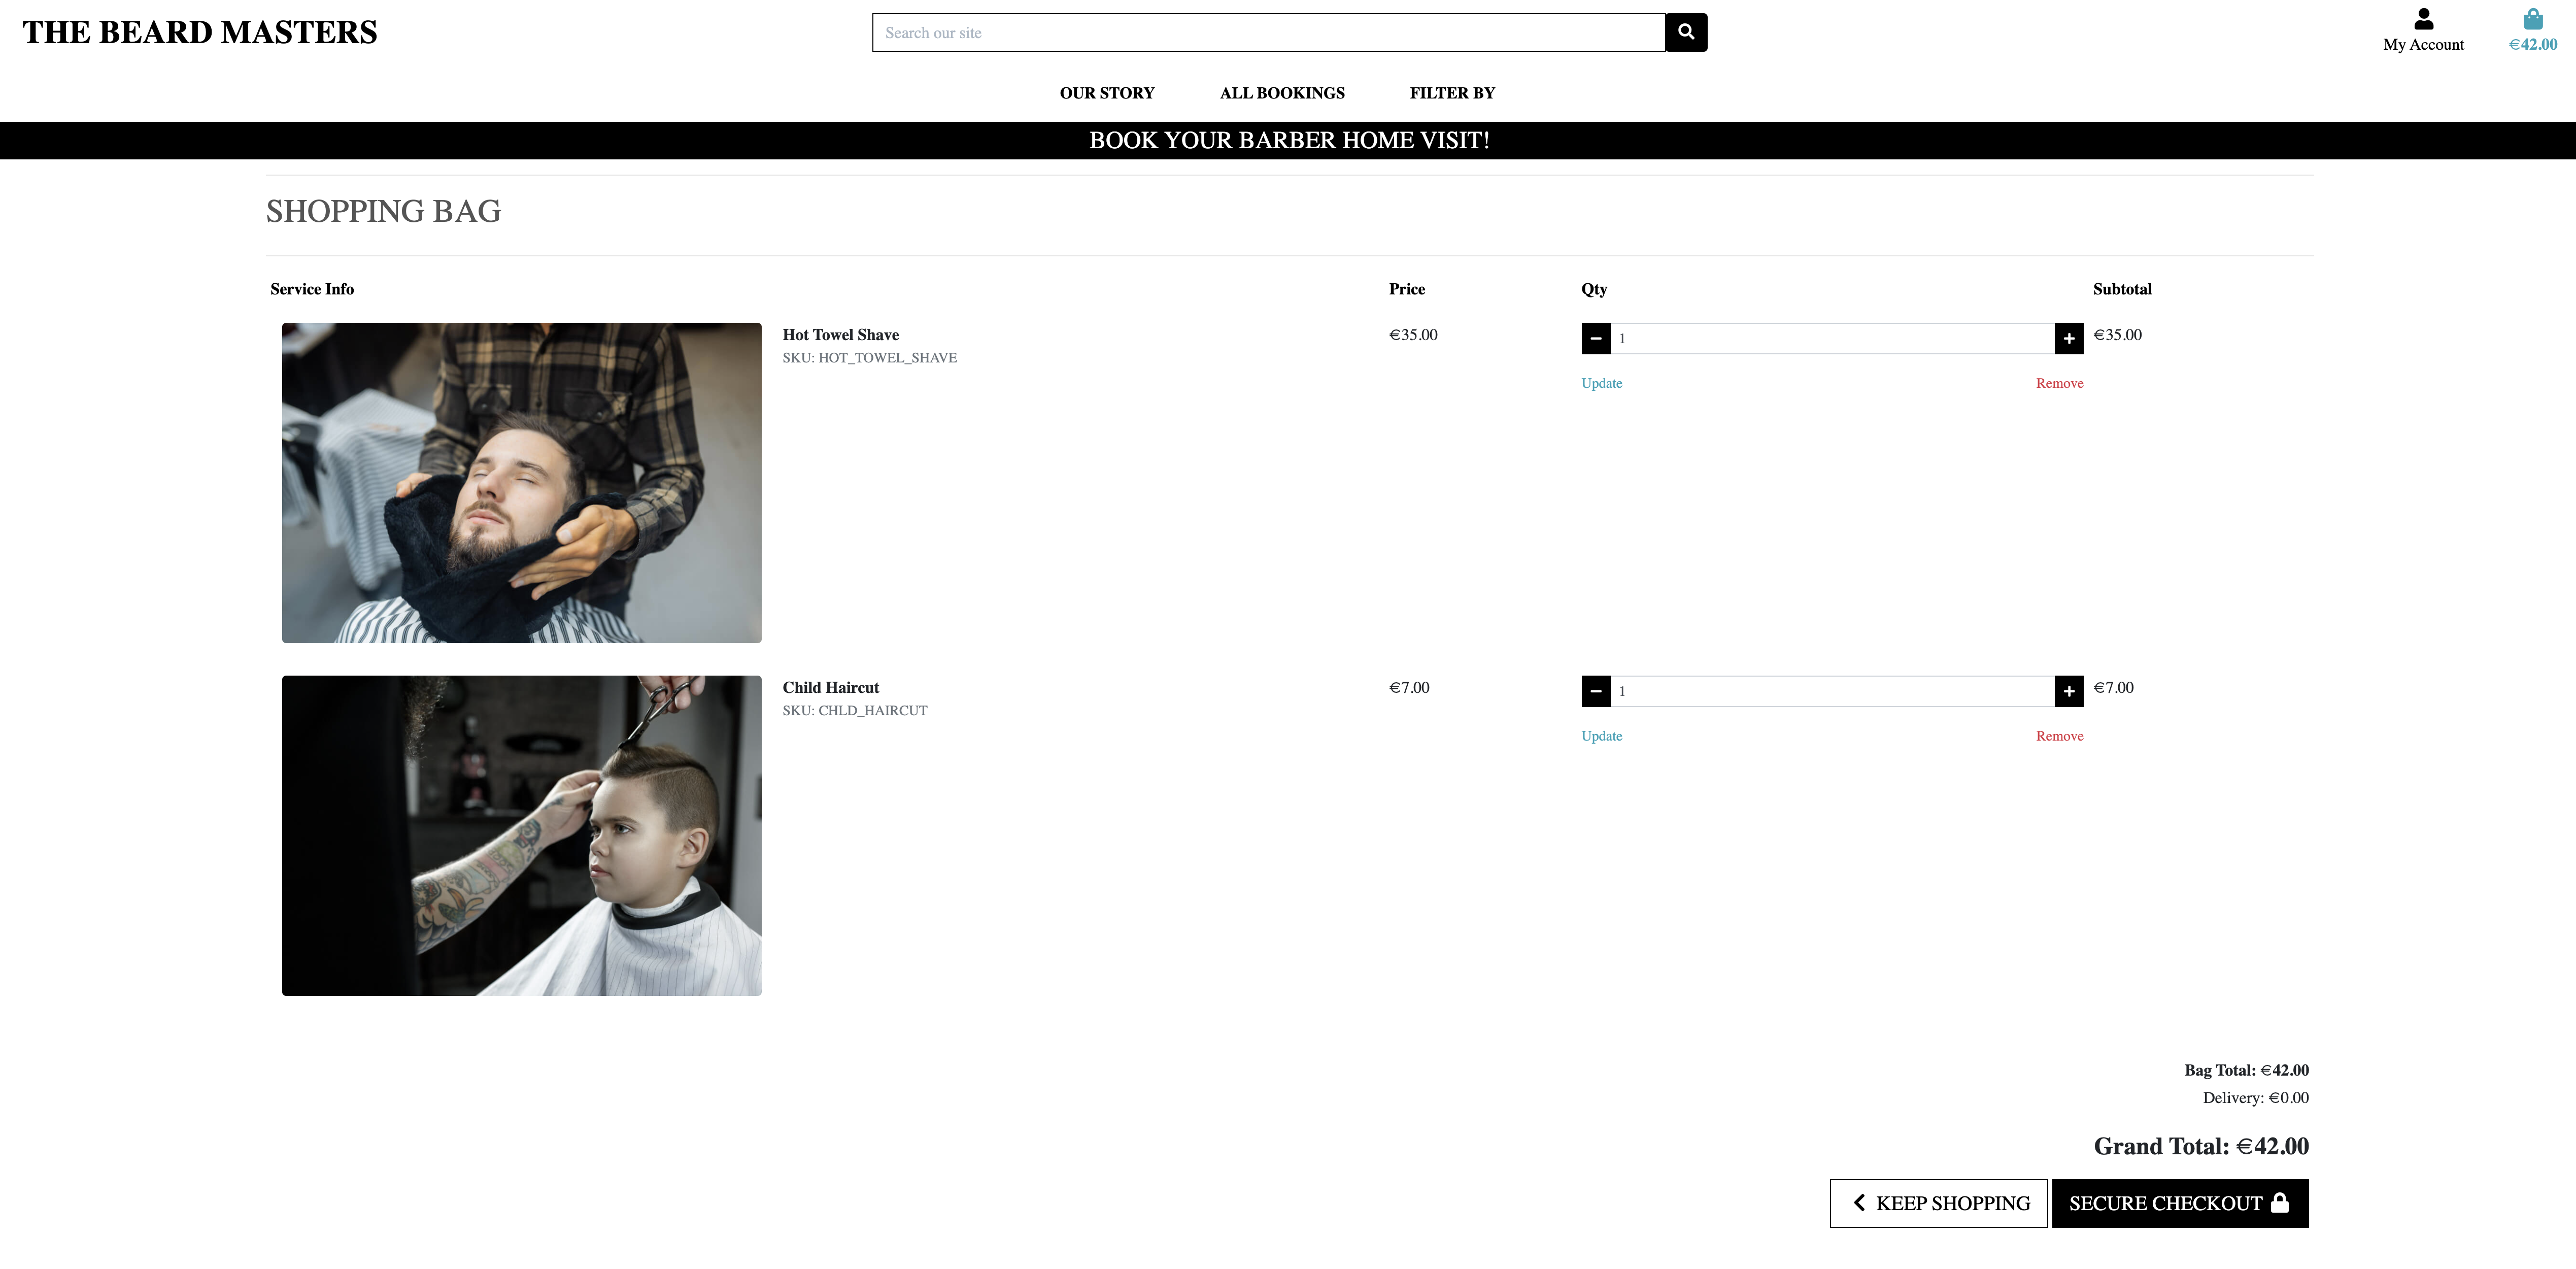 THE BEARD MASTERS
Search our site
My Account
€42.00
OUR STORY ALL BOOKINGS FILTER BY
BOOK YOUR BARBER HOME VISIT!
SHOPPING BAG
Service Info Price Qty Subtotal
Hot Towel Shave €35.00 1 €35.00
SKU: HOT_TOWEL_SHAVE
Update Remove
Child Haircut €7.00 1 €7.00
SKU: CHLD_HAIRCUT
Update Remove
Bag Total: €42.00
Delivery: €0.00
Grand Total: €42.00
KEEP SHOPPING SECURE CHECKOUT